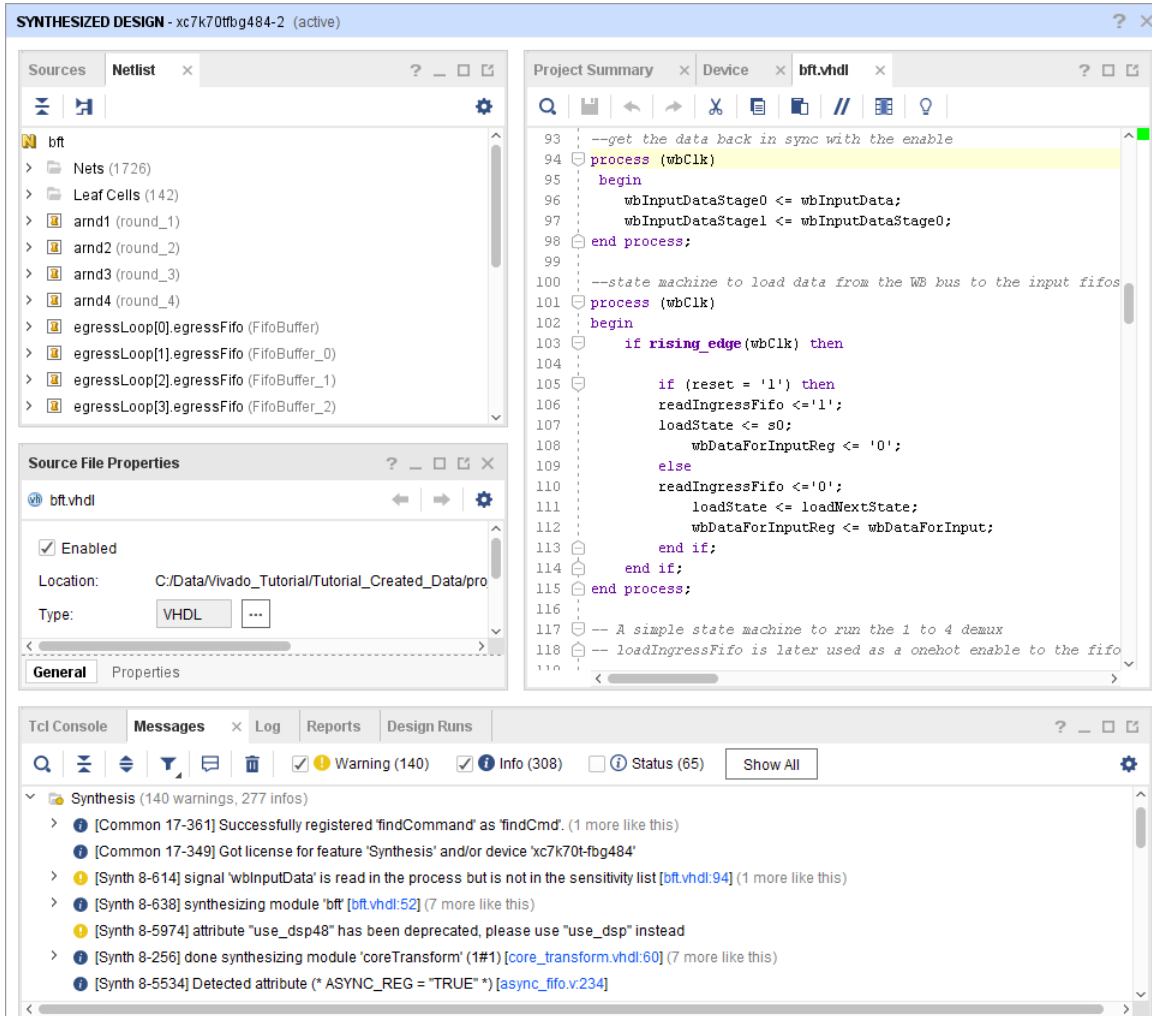 SYNTHESIZED DESIGN - xc7k70tfbg484-2 (active)
Sources Netlist
bft
Nets (1726)
Leaf Cells (142)
arnd1 (round_1)
arnd2 (round_2)
arnd3 (round_3)
arnd4 (round_4)
egressLoop[0].egressFifo (FifoBuffer)
egressLoop[1].egressFifo (FifoBuffer_0)
egressLoop[2].egressFifo (FifoBuffer_1)
egressLoop[3].egressFifo (FifoBuffer_2)
Source File Properties
bft.vhdl
Enabled
Location: C:/Data/Vivado_Tutorial/Tutorial_Created_Data/pro
Type: VHDL ...
General Properties
Project Summary Device bft.vhdl
93 --get the data back in sync with the enable
94 process (wbClk)
95 begin
96 wbInputDataStage0 <= wbInputData;
97 wbInputDataStage1 <= wbInputDataStage0;
98 end process;
99
100 --state machine to load data from the WB bus to the input fifos
101 process (wbClk)
102 begin
103 if rising_edge(wbClk) then
104
105 if (reset = '1') then
106 readIngressFifo <='1';
107 loadState <= s0;
108 wbDataForInputReg <= '0';
109 else
110 readIngressFifo <='0';
111 loadState <= loadNextState;
112 wbDataForInputReg <= wbDataForInput;
113 end if;
114 end if;
115 end process;
116
117 -- A simple state machine to run the 1 to 4 demux
118 -- loadIngressFifo is later used as a onehot enable to the fifo
Tcl Console Messages Log Reports Design Runs
Warning (140) Info (308) Status (65) Show All
Synthesis (140 warnings, 277 infos)
[Common 17-361] Successfully registered 'findCommand' as 'findCmd'. (1 more like this)
[Common 17-349] Got license for feature 'Synthesis' and/or device 'xc7k70t-fbg484'
[Synth 8-614] signal 'wbInputData' is read in the process but is not in the sensitivity list [bft.vhdl:94] (1 more like this)
[Synth 8-638] synthesizing module 'bft' [bft.vhdl:52] (7 more like this)
[Synth 8-5974] attribute "use_dsp48" has been deprecated, please use "use_dsp" instead
[Synth 8-256] done synthesizing module 'coreTransform' (1#1) [core_transform.vhdl:60] (7 more like this)
[Synth 8-5534] Detected attribute (* ASYNC_REG = "TRUE" *) [async_fifo.v:234]